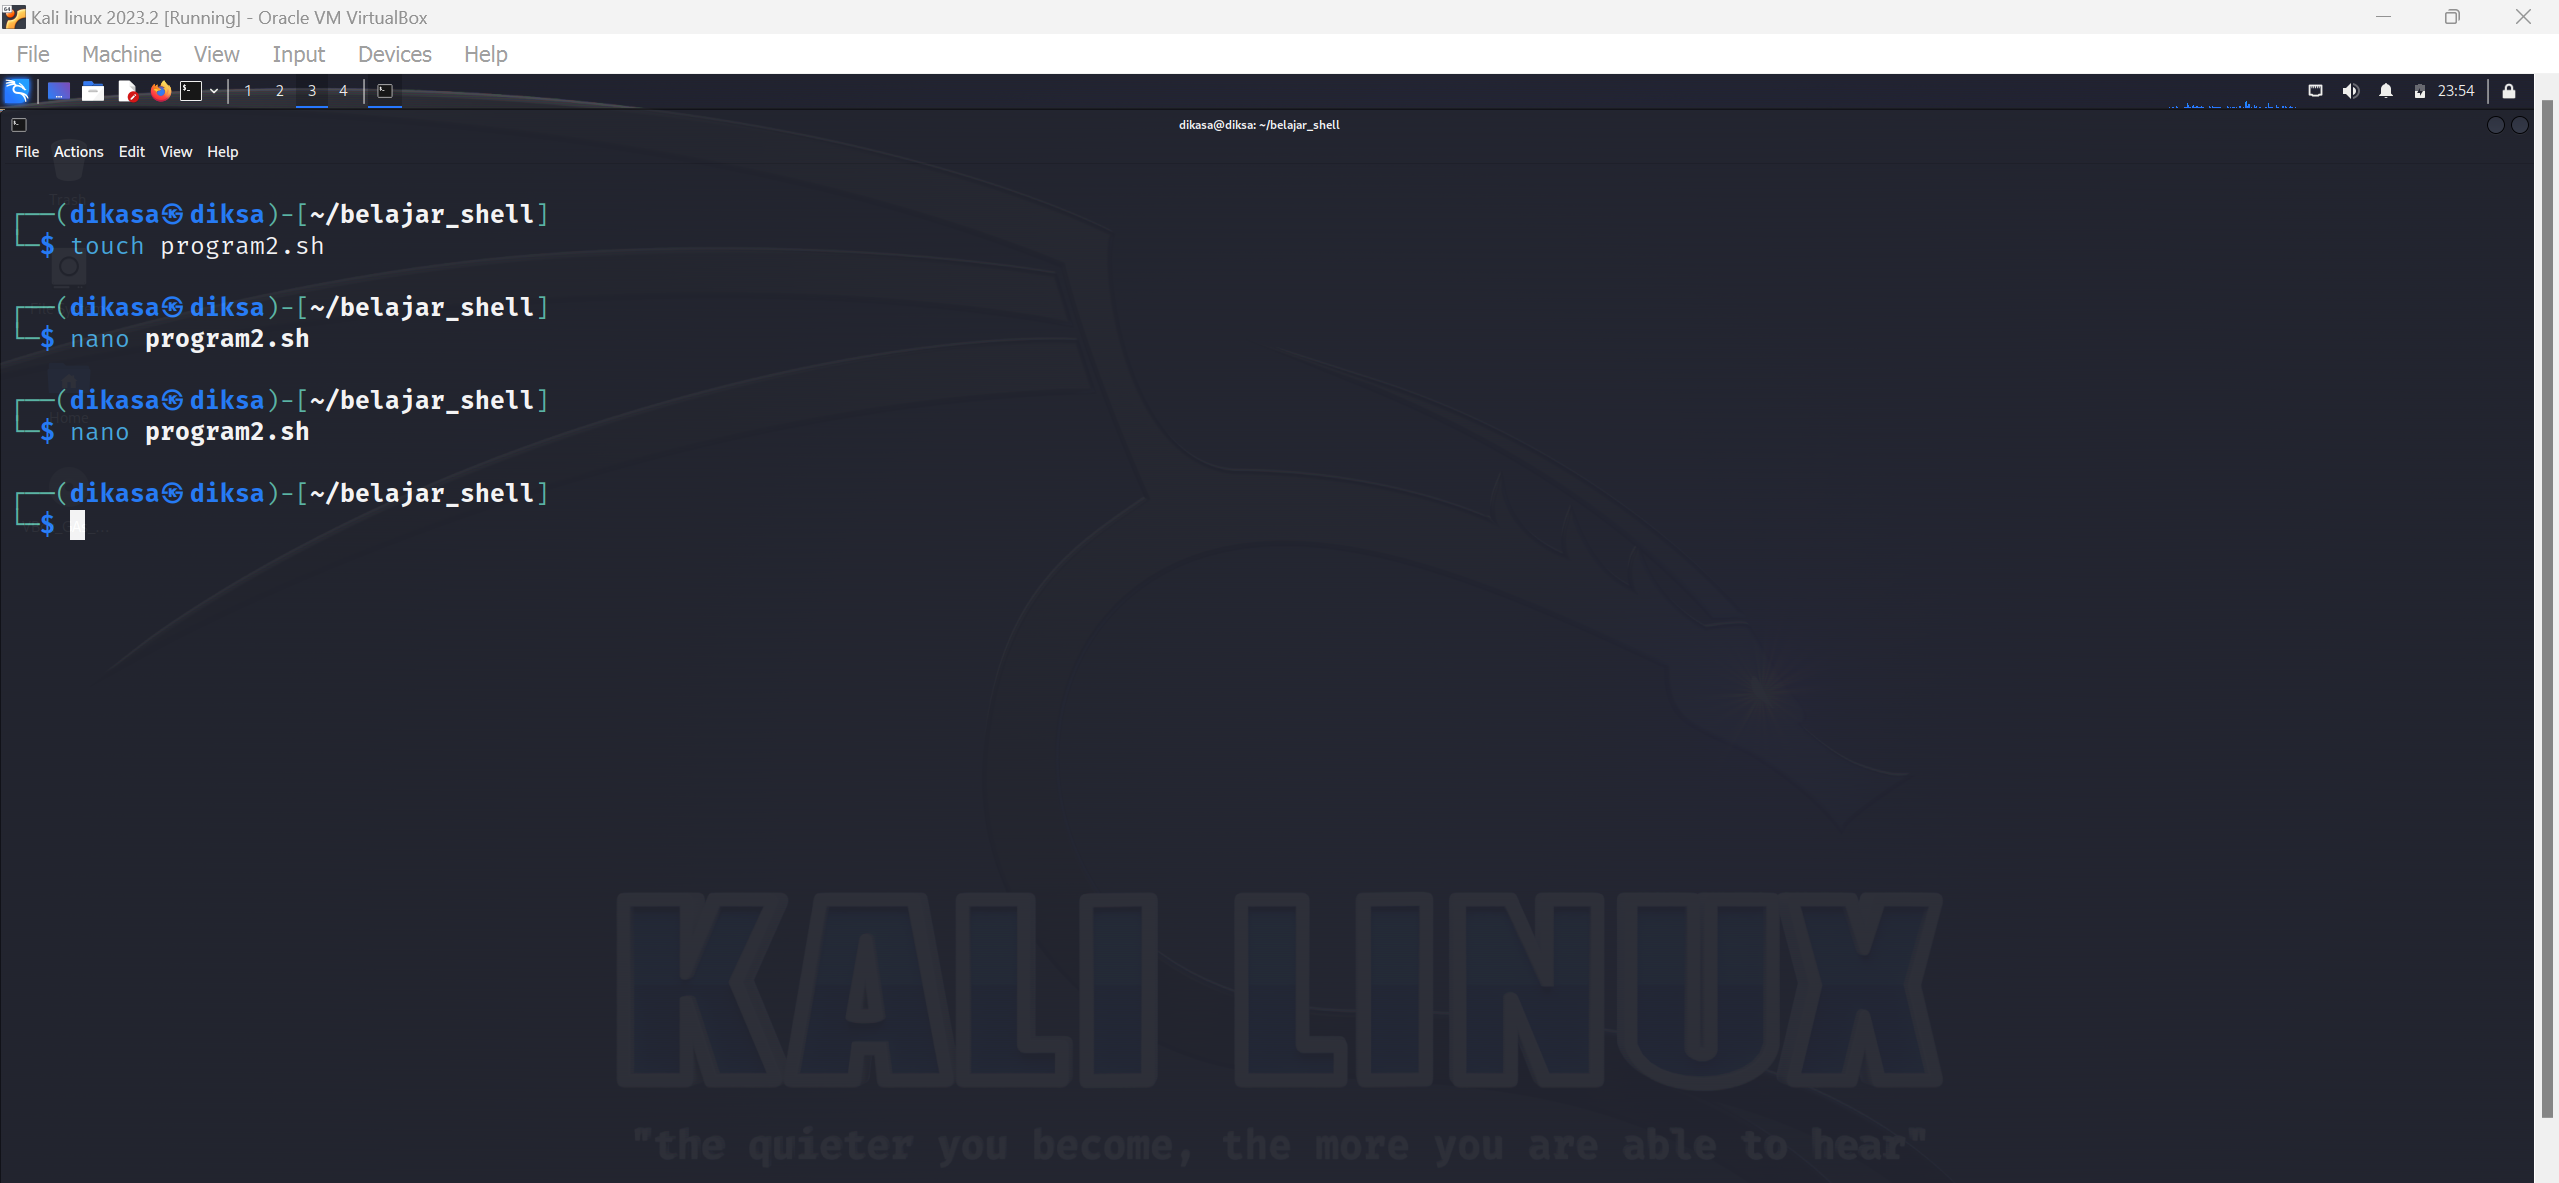 Kali linux 2023.2 [Running] - Oracle VM VirtualBox
File Machine View Input Devices Help
1 2 3 4 23:54
dikasa@diksa: ~/belajar_shell
File Actions Edit View Help
┌──(dikasa㉿diksa)-[~/belajar_shell]
└─$ touch program2.sh
┌──(dikasa㉿diksa)-[~/belajar_shell]
└─$ nano program2.sh
┌──(dikasa㉿diksa)-[~/belajar_shell]
└─$ nano program2.sh
┌──(dikasa㉿diksa)-[~/belajar_shell]
└─$
KALI LINUX
"the quieter you become, the more you are able to hear"